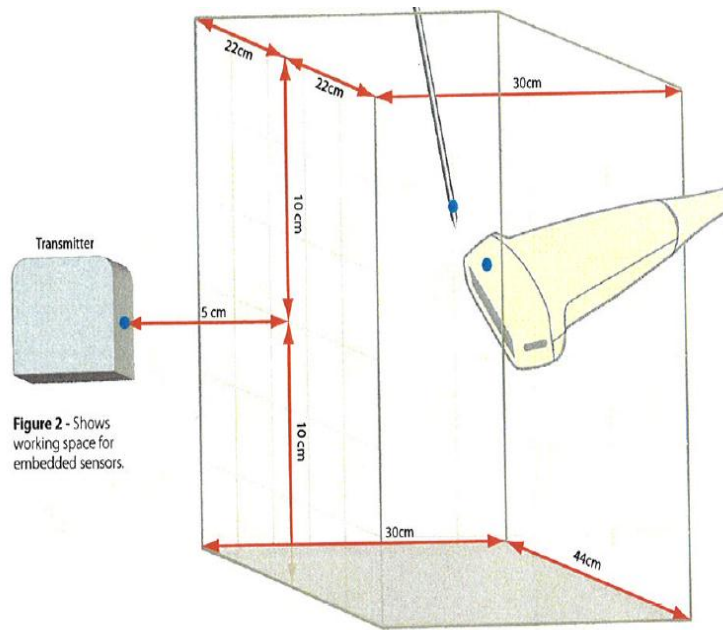 22cm
22cm
30cm
10 cm
Transmitter
5 cm
10 cm
Figure 2 - Shows
working space for
embedded sensors.
30cm
44cm